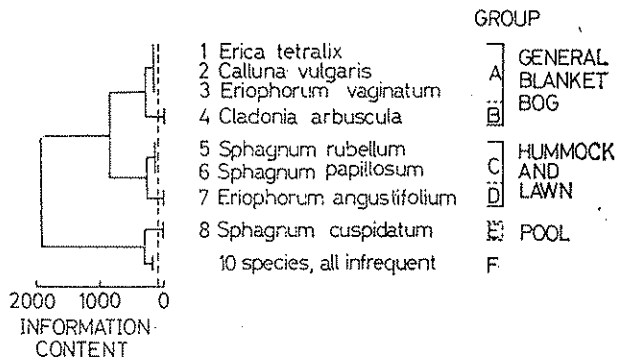 GROUP
1 Erica tetralix
2 Calluna vulgaris
3 Eriophorum vaginatum
4 Cladonia arbuscula
A
B
GENERAL
BLANKET
BOG
5 Sphagnum rubellum
6 Sphagnum papillosum
7 Eriophorum angustifolium
C
D
HUMMOCK
AND
LAWN
8 Sphagnum cuspidatum
E
POOL
10 species, all infrequent
F
2000 1000 0
INFORMATION
CONTENT